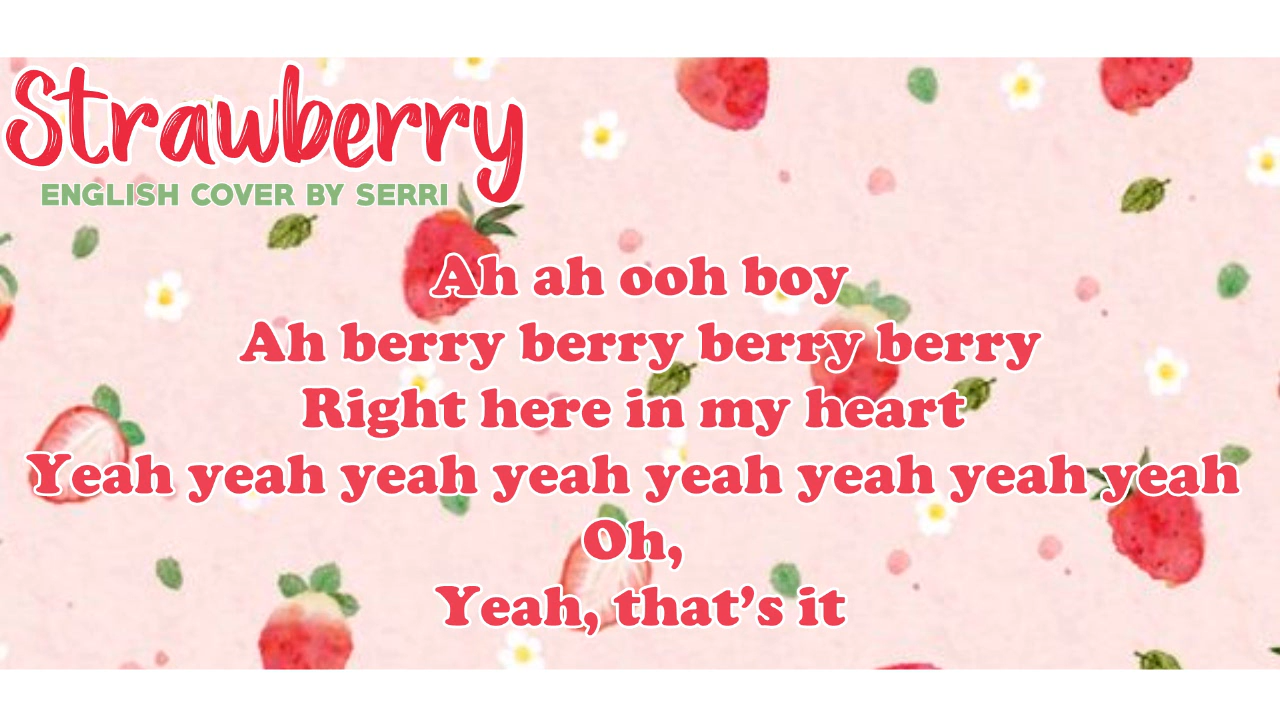 Strawberry
ENGLISH COVER BY SERRI
Ah ah ooh boy
Ah berry berry berry berry
Right here in my heart
Yeah yeah yeah yeah yeah yeah yeah yeah
Oh,
Yeah, that’s it